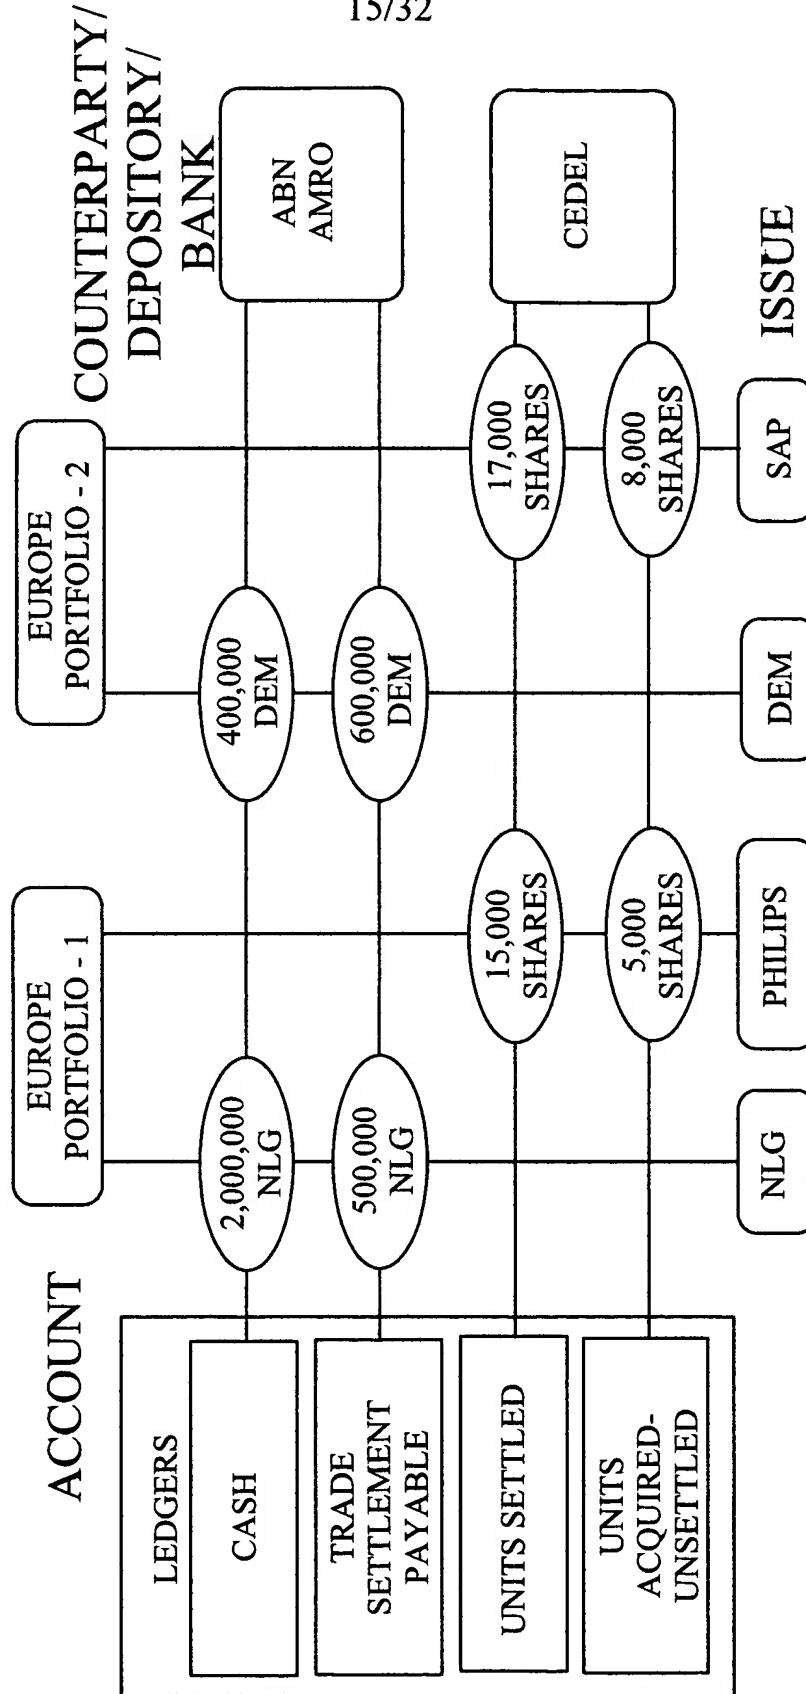 15/32
ACCOUNT
EUROPE
PORTFOLIO - 1
EUROPE
PORTFOLIO - 2
COUNTERPARTY/
DEPOSITORY/
BANK
LEDGERS
CASH
2,000,000
NLG
400,000
DEM
ABN
AMRO
TRADE
SETTLEMENT
PAYABLE
500,000
NLG
600,000
DEM
UNITS SETTLED
15,000
SHARES
17,000
SHARES
CEDEL
UNITS
ACQUIRED-
UNSETTLED
5,000
SHARES
8,000
SHARES
NLG
PHILIPS
DEM
SAP
ISSUE